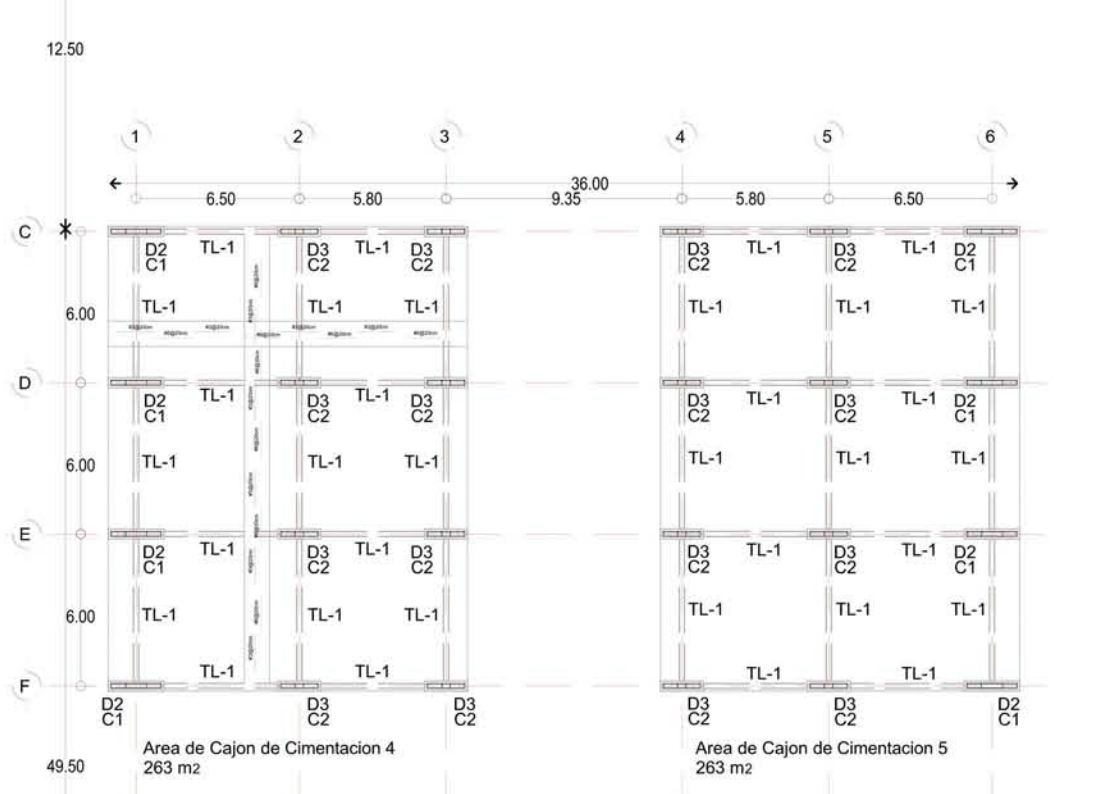 12.50
1 2 3 4 5 6
36.00
6.50 5.80 9.35 5.80 6.50
C
TL-1 TL-1 TL-1 TL-1
D2 D3 D3 D3 D3 D2
C1 C2 C2 C2 C2 C1
6.00
TL-1 TL-1 TL-1 TL-1 TL-1 TL-1
D
TL-1 TL-1 TL-1 TL-1
D2 D3 D3 D3 D3 D2
C1 C2 C2 C2 C2 C1
6.00
TL-1 TL-1 TL-1 TL-1 TL-1 TL-1
E
TL-1 TL-1 TL-1 TL-1
D2 D3 D3 D3 D3 D2
C1 C2 C2 C2 C2 C1
6.00
TL-1 TL-1 TL-1 TL-1 TL-1 TL-1
TL-1 TL-1 TL-1 TL-1
F
D2 D3 D3 D3 D3 D2
C1 C2 C2 C2 C2 C1
Area de Cajon de Cimentacion 4
263 m2
Area de Cajon de Cimentacion 5
263 m2
49.50